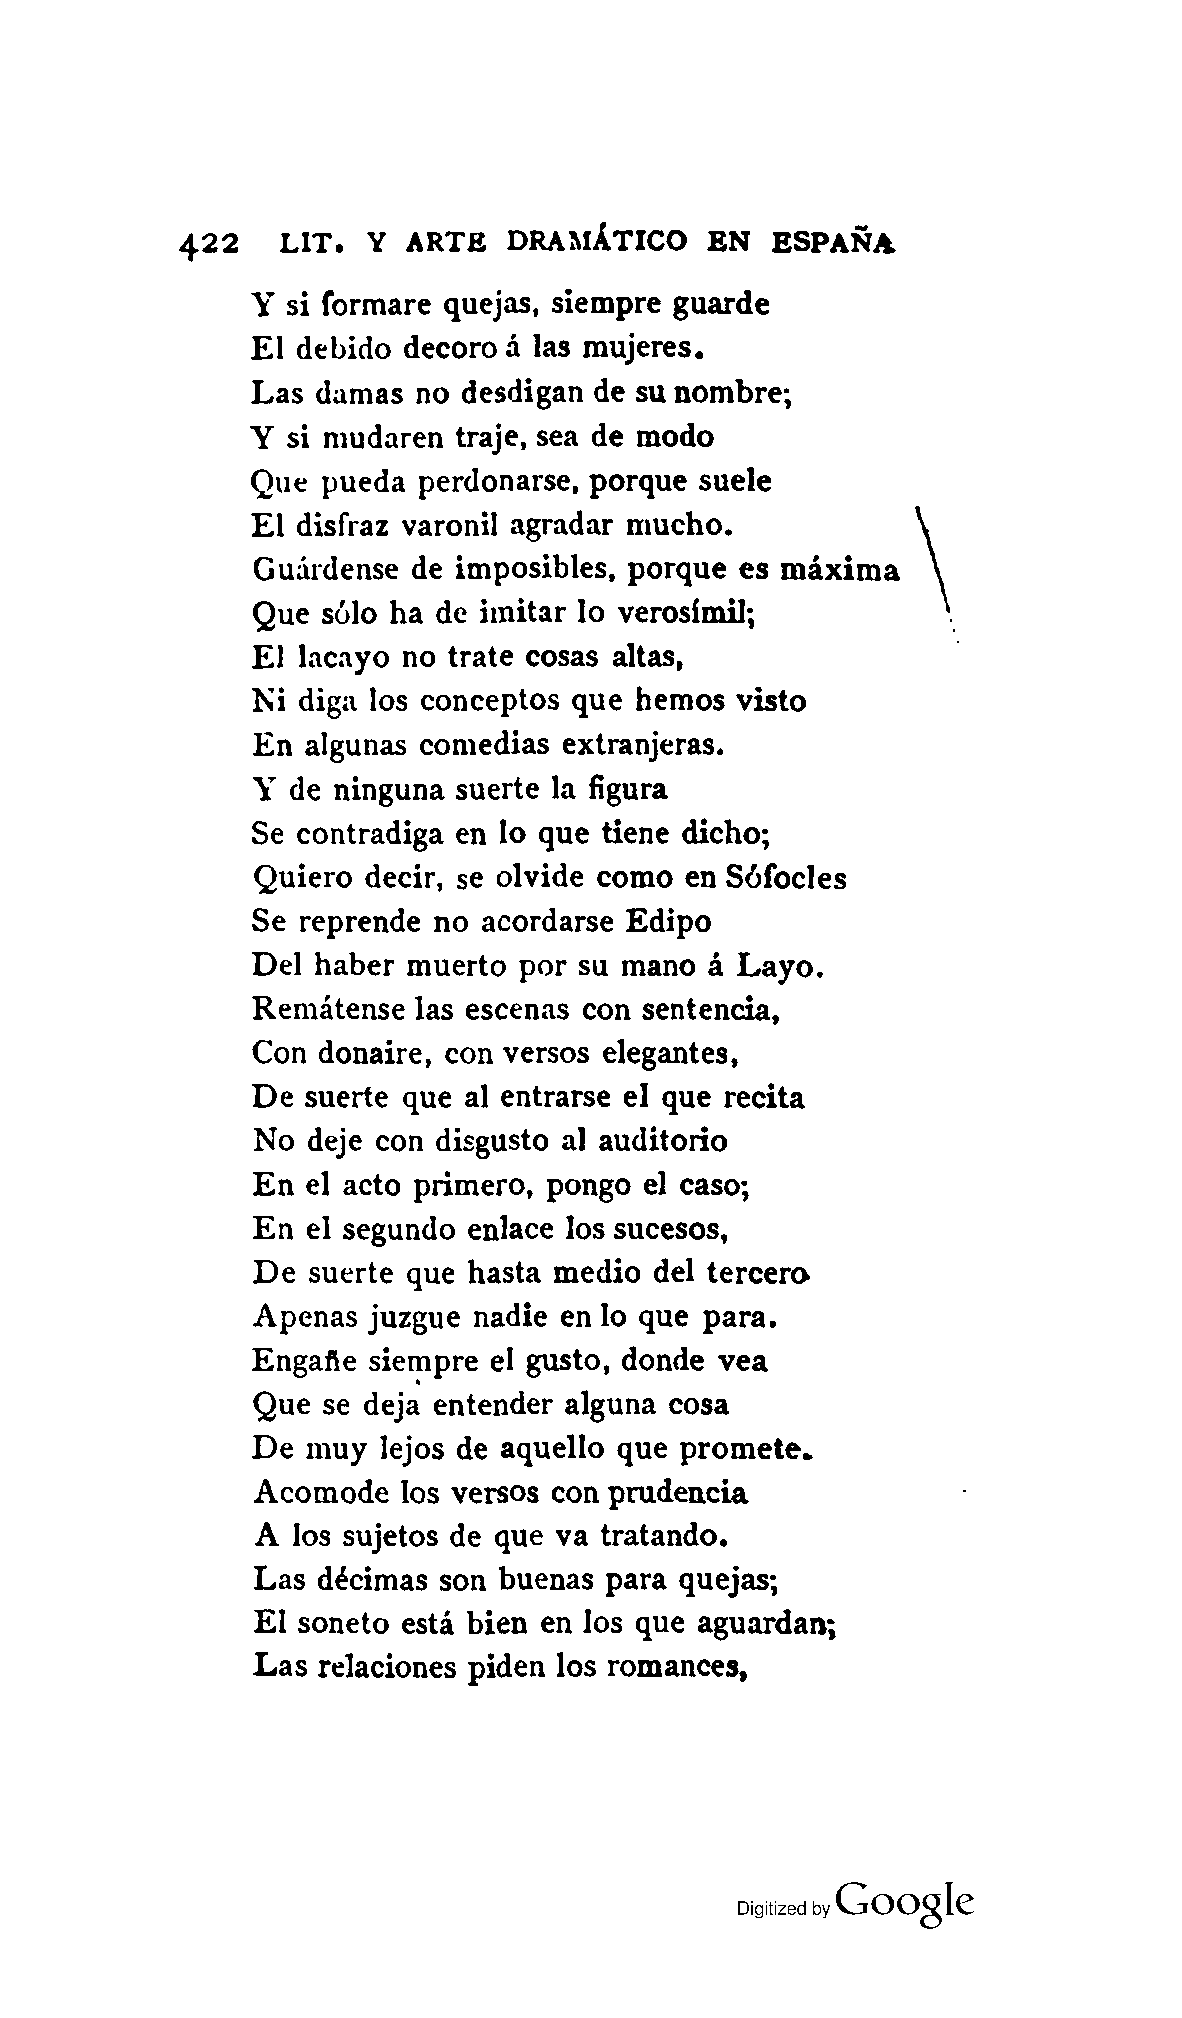 422 LIT. Y ARTE DRAMÁTICO EN ESPAÑA
Y si formare quejas, siempre guarde
El debido decoro á las mujeres.
Las damas no desdigan de su nombre;
Y si mudaren traje, sea de modo
Que pueda perdonarse, porque suele
El disfraz varonil agradar mucho.
Guárdense de imposibles, porque es máxima
Que sólo ha de imitar lo verosímil;
El lacayo no trate cosas altas,
Ni diga los conceptos que hemos visto
En algunas comedias extranjeras.
Y de ninguna suerte la figura
Se contradiga en lo que tiene dicho;
Quiero decir, se olvide como en Sófocles
Se reprende no acordarse Edipo
Del haber muerto por su mano á Layo.
Remátense las escenas con sentencia,
Con donaire, con versos elegantes,
De suerte que al entrarse el que recita
No deje con disgusto al auditorio
En el acto primero, pongo el caso;
En el segundo enlace los sucesos,
De suerte que hasta medio del tercero
Apenas juzgue nadie en lo que para.
Engañe siempre el gusto, donde vea
Que se deja entender alguna cosa
De muy lejos de aquello que promete.
Acomode los versos con prudencia
A los sujetos de que va tratando.
Las décimas son buenas para quejas;
El soneto está bien en los que aguardan;
Las relaciones piden los romances,
Digitized by Google